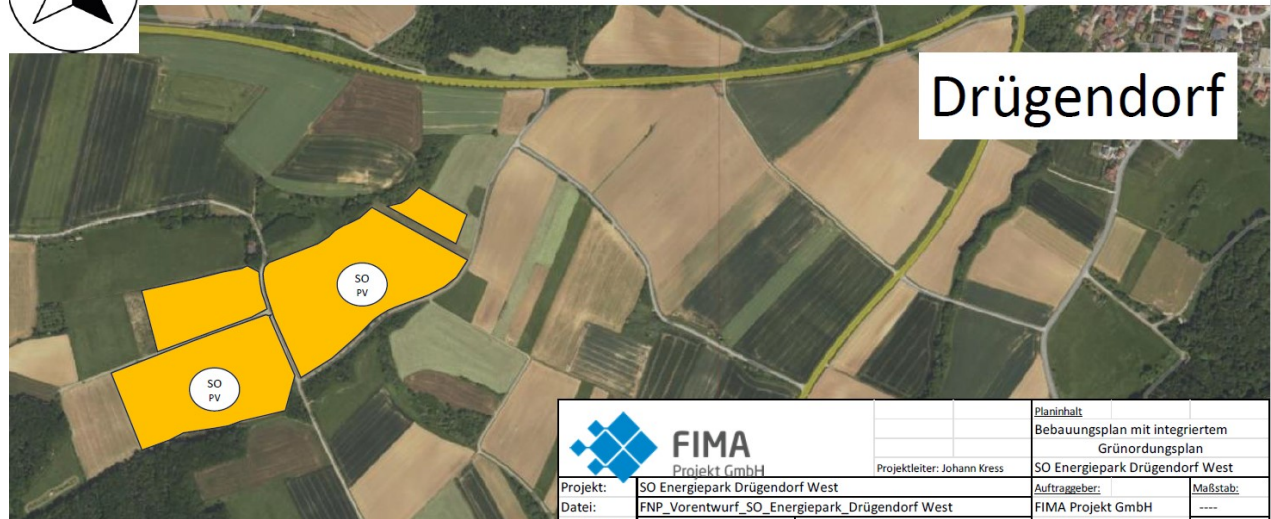 Drügendorf
SO
PV
SO
PV
FIMA
Projekt GmbH
Projektleiter: Johann Kress
Planinhalt
Bebauungsplan mit integriertem
Grünordungsplan
SO Energiepark Drügendorf West
Projekt: SO Energiepark Drügendorf West
Auftraggeber: Maßstab:
Datei: FNP_Vorentwurf_SO_Energiepark_Drügendorf West
FIMA Projekt GmbH ----